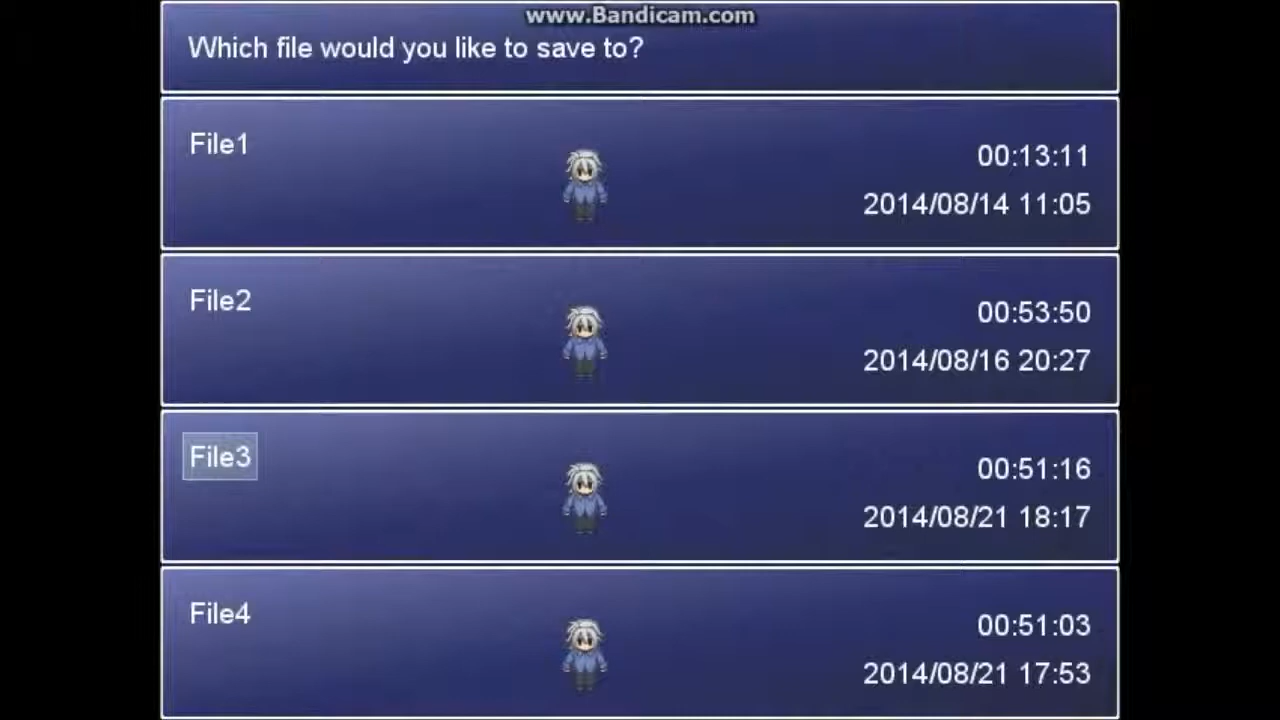 www.Bandicam.com
Which file would you like to save to?
File1
00:13:11
2014/08/14 11:05
File2
00:53:50
2014/08/16 20:27
File3
00:51:16
2014/08/21 18:17
File4
00:51:03
2014/08/21 17:53